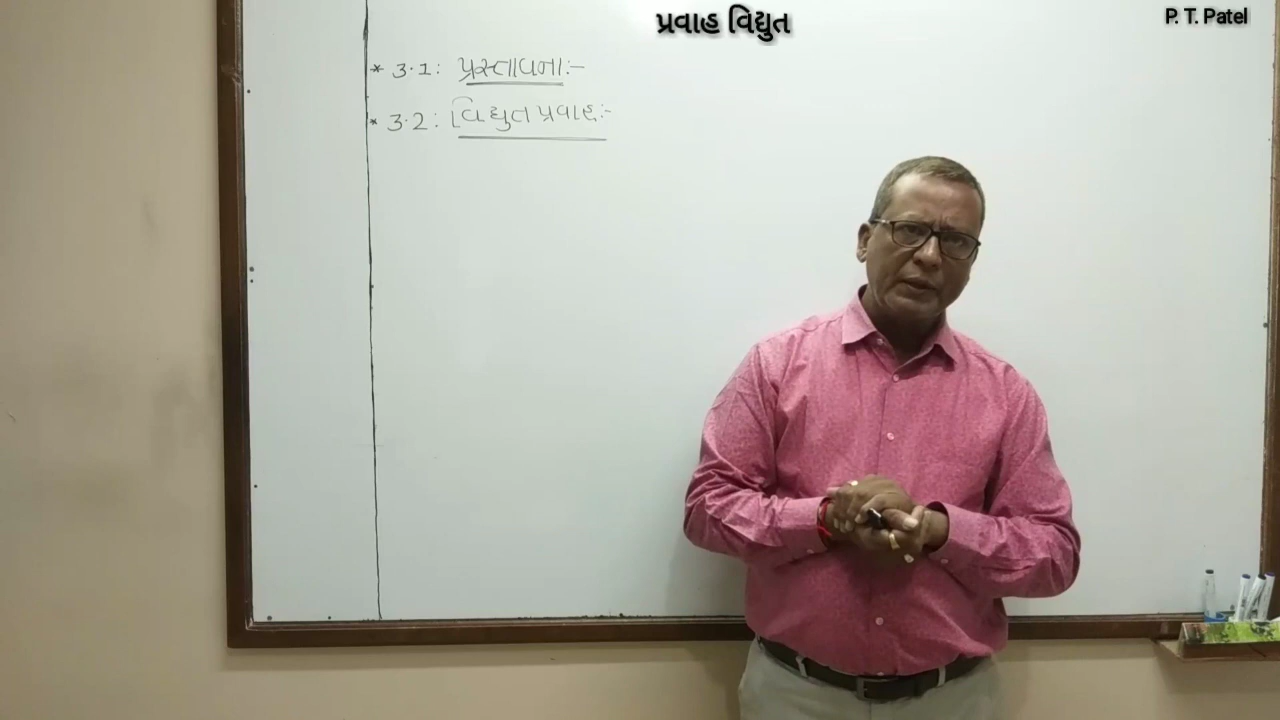 પ્રવાહ વિદ્યુત
P. T. Patel
* 3.1: પ્રસ્તાવના:-
* 3.2: વિદ્યુત પ્રવાહ:-